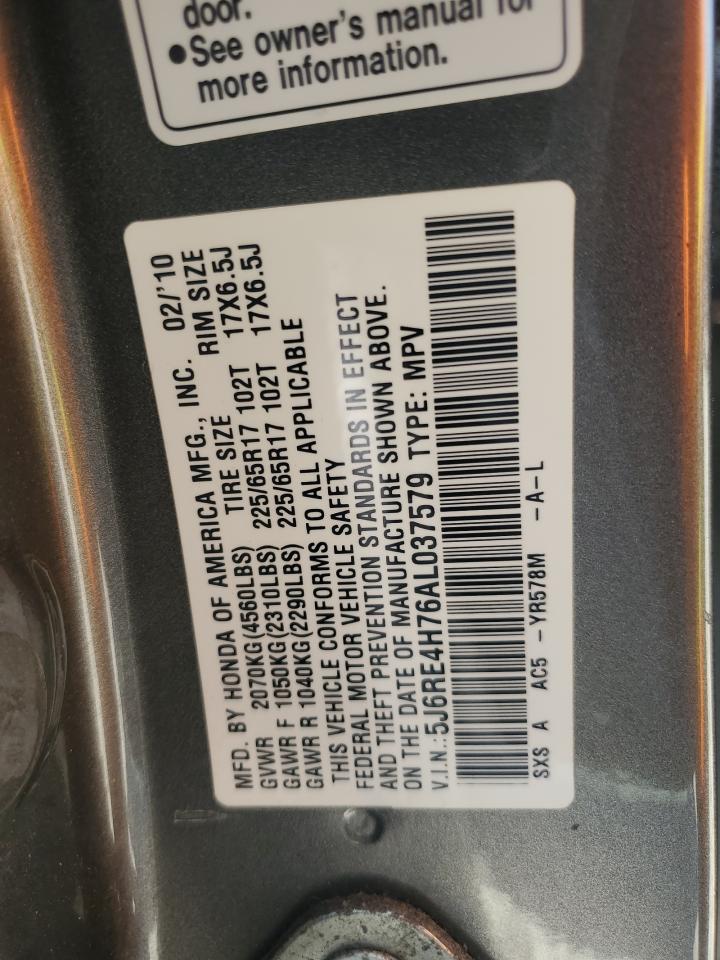 door.
•See owner's manual for
more information.
MFD. BY HONDA OF AMERICA MFG., INC. 02/'10
GVWR 2070KG(4560LBS) TIRE SIZE RIM SIZE
GAWR F 1050KG(2310LBS) 225/65R17 102T 17X6.5J
GAWR R 1040KG(2290LBS) 225/65R17 102T 17X6.5J
THIS VEHICLE CONFORMS TO ALL APPLICABLE
FEDERAL MOTOR VEHICLE SAFETY
AND THEFT PREVENTION STANDARDS IN EFFECT
ON THE DATE OF MANUFACTURE SHOWN ABOVE.
V.I.N.:5J6RE4H76AL037579 TYPE: MPV
SXS A AC5 -YR578M -A-L